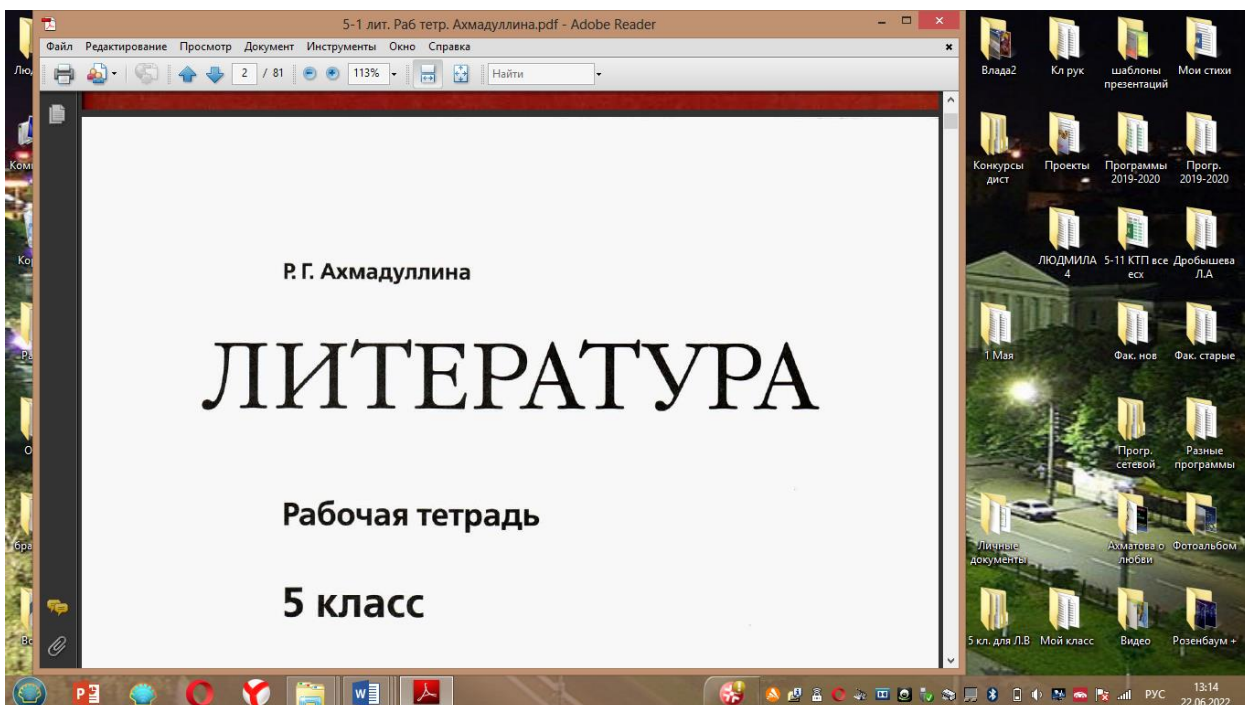 5-1 лит. Раб тетр. Ахмадуллина.pdf - Adobe Reader
Файл Редактирование Просмотр Документ Инструменты Окно Справка
2 / 81 113% Найти
Р. Г. Ахмадуллина
ЛИТЕРАТУРА
Рабочая тетрадь
5 класс
Влада2
Кл рук
шаблоны
презентаций
Мои стихи
Конкурсы
дист
Проекты
Программы
2019-2020
Прогр.
2019-2020
ЛЮДМИЛА
4
5-11 КТП все
есх
Дробышева
Л.А
1 Мая
Фак. нов
Фак. старые
Прогр.
сетевой
Разные
программы
Личные
документы
Ахматова о
любви
Фотоальбом
5 кл. для Л.В
Мой класс
Видео
Розенбаум +
РУС
13:14
22.06.2022